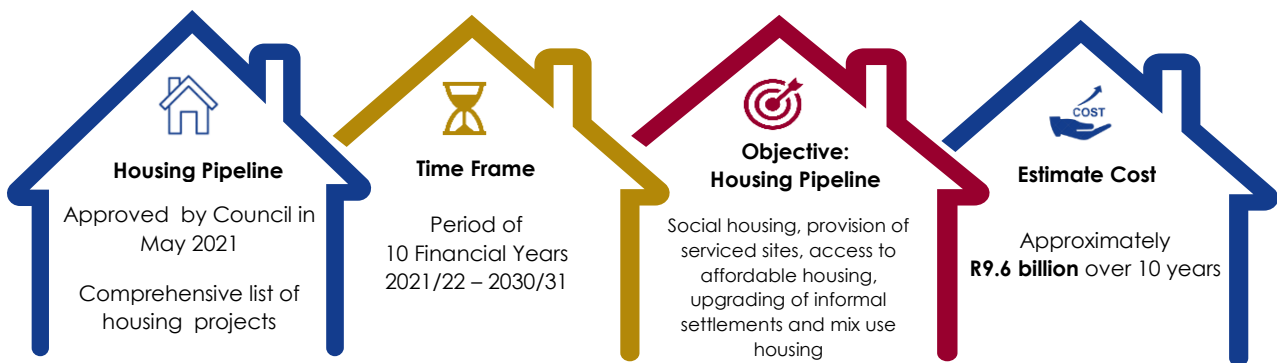 Housing Pipeline
Approved by Council in
May 2021
Comprehensive list of
housing projects
Time Frame
Period of
10 Financial Years
2021/22 – 2030/31
Objective:
Housing Pipeline
Social housing, provision of
serviced sites, access to
affordable housing,
upgrading of informal
settlements and mix use
housing
COST
Estimate Cost
Approximately
R9.6 billion over 10 years